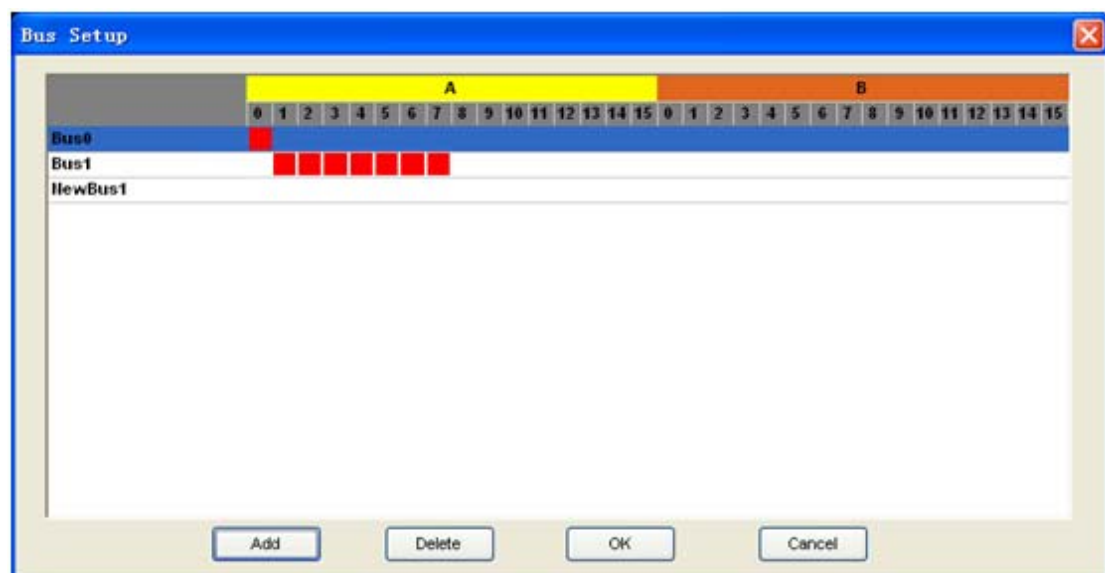 Bus Setup
A B
0 1 2 3 4 5 6 7 8 9 10 11 12 13 14 15 0 1 2 3 4 5 6 7 8 9 10 11 12 13 14 15
Bus0
Bus1
NewBus1
Add Delete OK Cancel